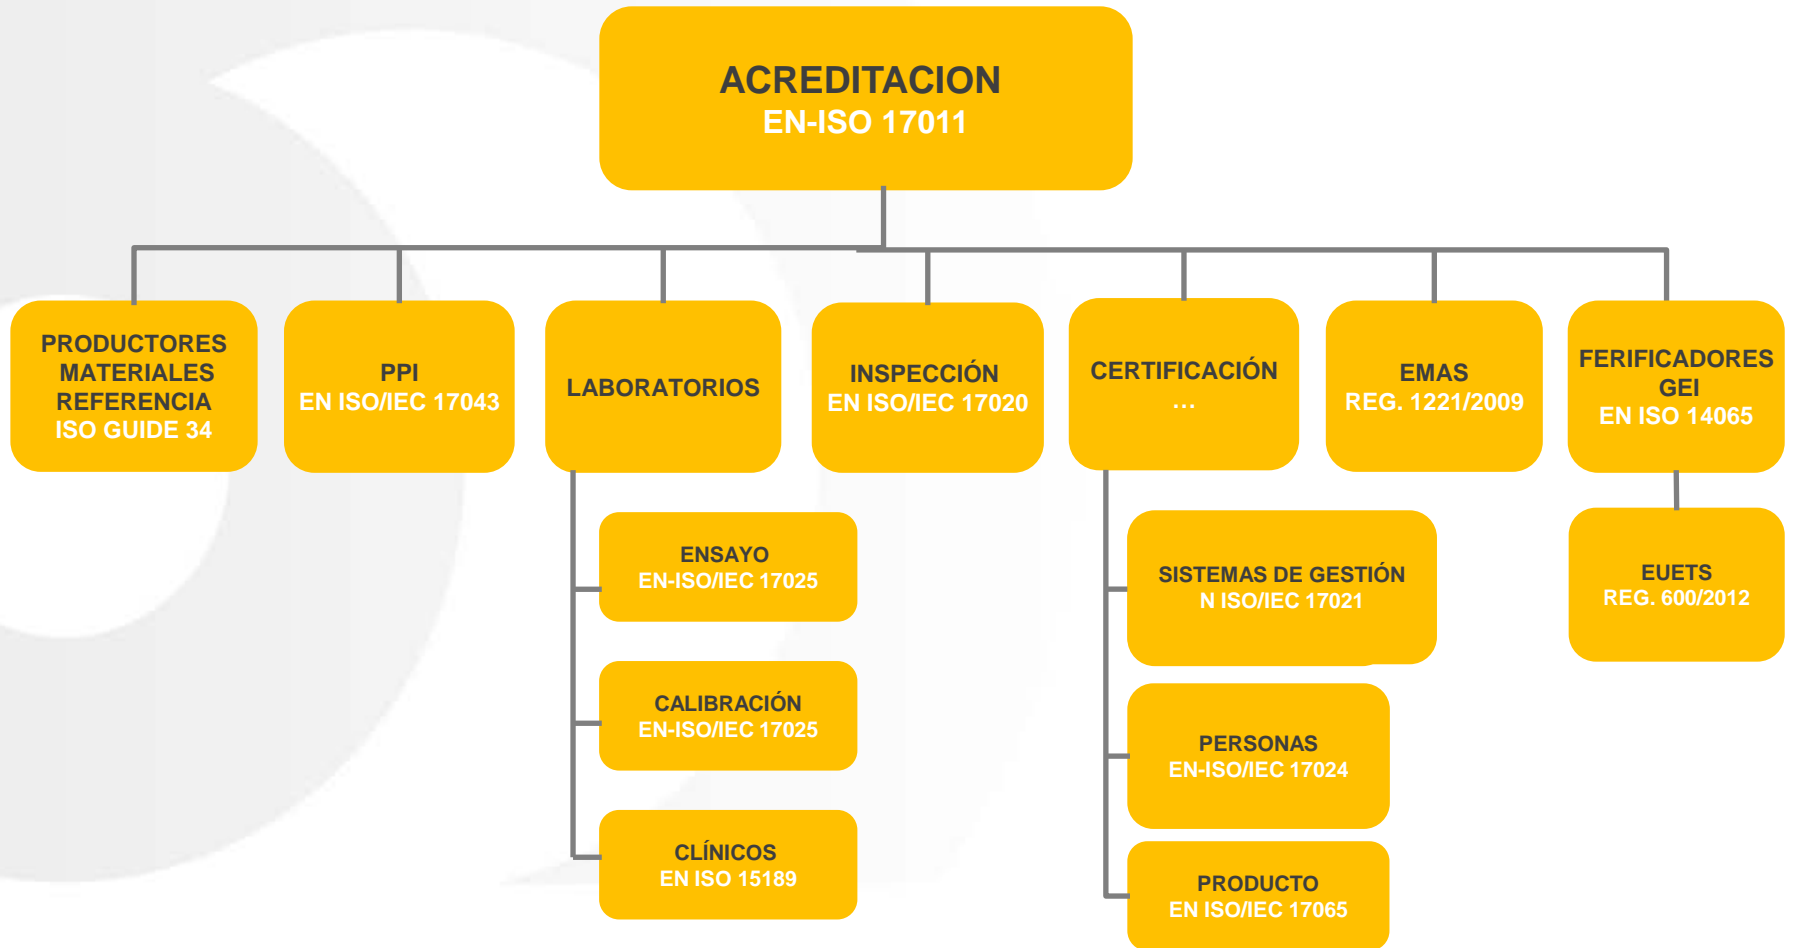 ACREDITACION
EN-ISO 17011
PRODUCTORES
MATERIALES
REFERENCIA
ISO GUIDE 34
PPI
EN ISO/IEC 17043
LABORATORIOS
INSPECCIÓN
EN ISO/IEC 17020
CERTIFICACIÓN
...
EMAS
REG. 1221/2009
FERIFICADORES
GEI
EN ISO 14065
ENSAYO
EN-ISO/IEC 17025
CALIBRACIÓN
EN-ISO/IEC 17025
CLÍNICOS
EN ISO 15189
SISTEMAS DE GESTIÓN
N ISO/IEC 17021
PERSONAS
EN-ISO/IEC 17024
PRODUCTO
EN ISO/IEC 17065
EUETS
REG. 600/2012